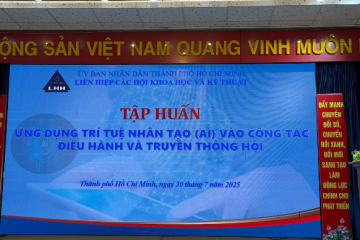 CỘNG SẢN VIỆT NAM QUANG VINH MUÔN
ỦY BAN NHÂN DÂN THÀNH PHỐ HỒ CHÍ MINH
LIÊN HIỆP CÁC HỘI KHOA HỌC VÀ KỸ THUẬT
LHH
TẬP HUẤN
ỨNG DỤNG TRÍ TUỆ NHÂN TẠO (AI) VÀO CÔNG TÁC
ĐIỀU HÀNH VÀ TRUYỀN THÔNG HỘI
Thành phố Hồ Chí Minh, ngày 30 tháng 7 năm 2025
ĐẨY MẠNH
CHUYỂN
ĐỔI SỐ,
CHUYỂN
ĐỔI XANH,
ĐỔI MỚI
SÁNG TẠO
LÀM
ĐỘNG LỰC
CHÍNH CHO
PHÁT TRIỂN